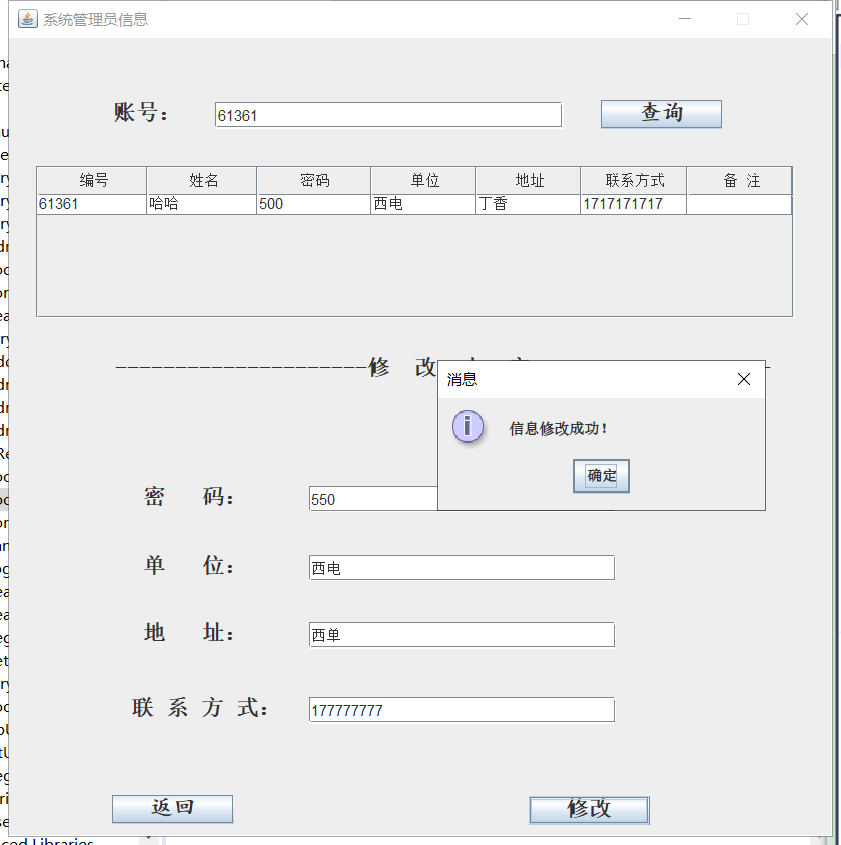 系统管理员信息
账号： 61361 查询
编号 姓名 密码 单位 地址 联系方式 备 注
61361 哈哈 500 西电 丁香 1717171717
--------------------修 改
消息
信息修改成功！
确定
密 码： 550
单 位： 西电
地 址： 西单
联 系 方 式： 177777777
返回 修改
ced Libraries